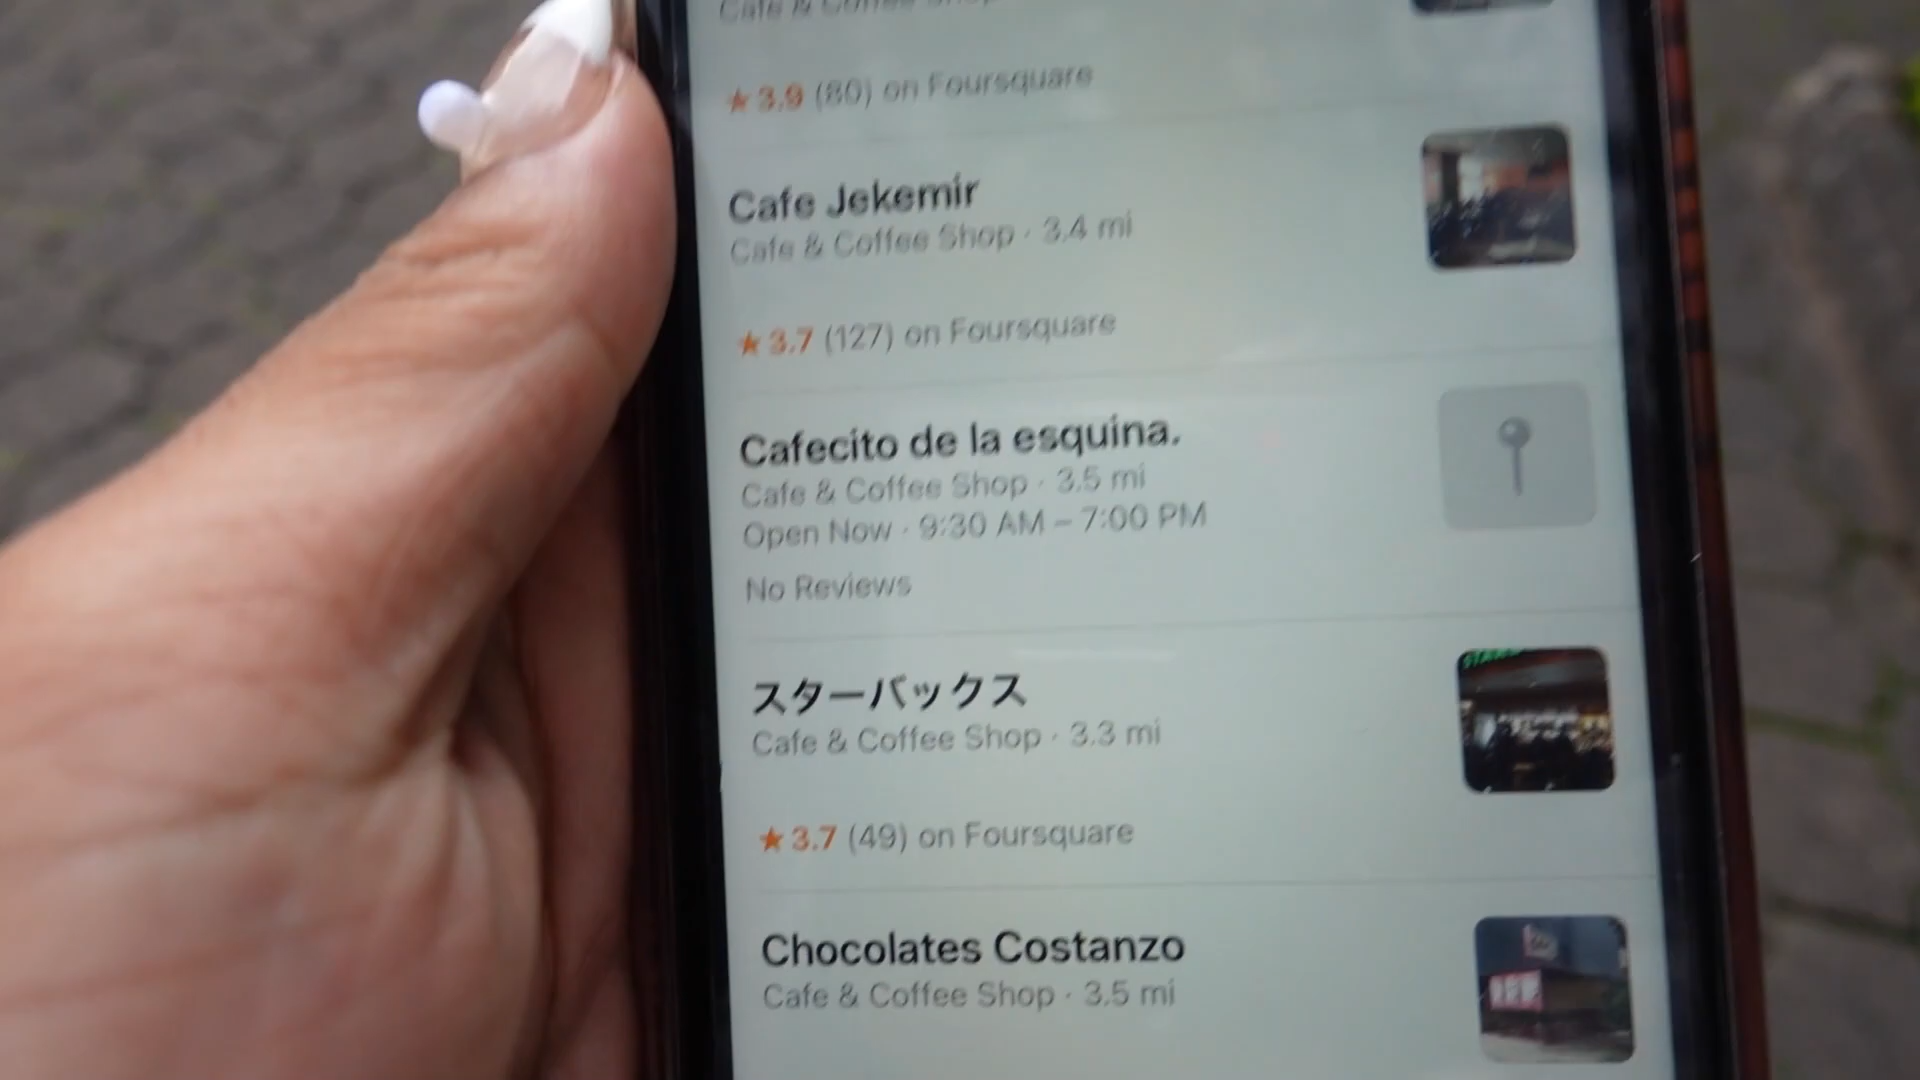 Cafe & Coffee Shop
★ 3.9 (80) on Foursquare
Cafe Jekemir
Cafe & Coffee Shop · 3.4 mi
★ 3.7 (127) on Foursquare
Cafecito de la esquina.
Cafe & Coffee Shop · 3.5 mi
Open Now · 9:30 AM – 7:00 PM
No Reviews
スターバックス
Cafe & Coffee Shop · 3.3 mi
★ 3.7 (49) on Foursquare
Chocolates Costanzo
Cafe & Coffee Shop · 3.5 mi